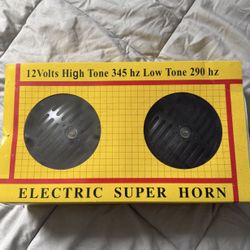 12Volts High Tone 345 hz Low Tone 290 hz
ELECTRIC SUPER HORN